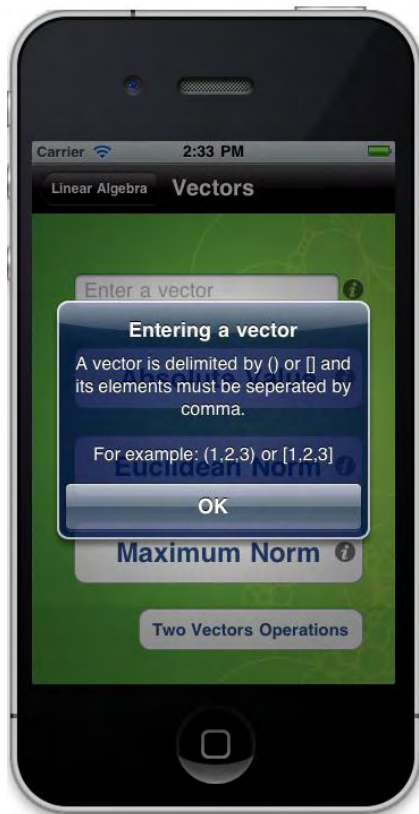 Carrier 2:33 PM
Linear Algebra Vectors
Enter a vector
Entering a vector
A vector is delimited by () or [] and
its elements must be seperated by
comma.
Absolute Value
For example: (1,2,3) or [1,2,3]
Euclidean Norm
OK
Maximum Norm
Two Vectors Operations